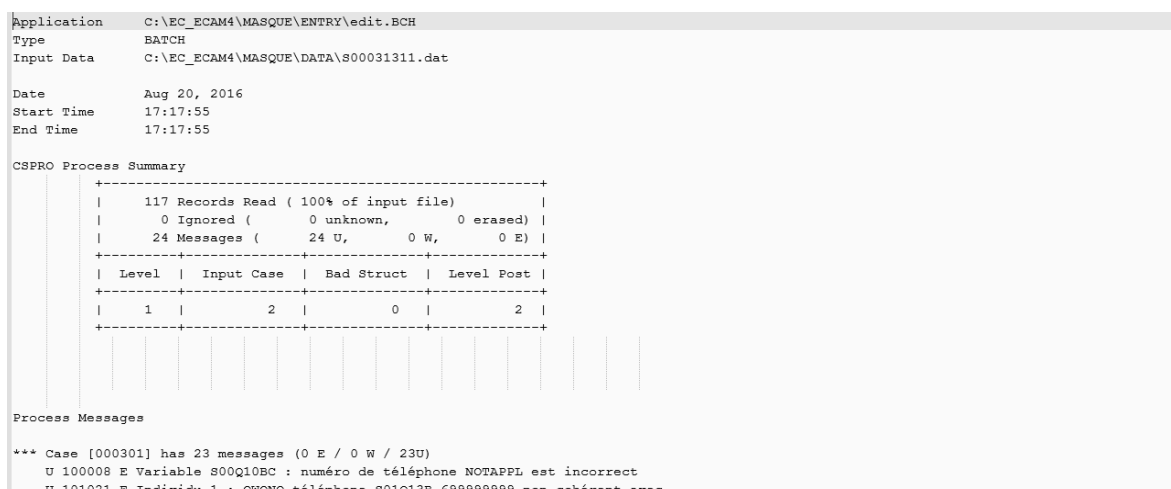 Application     C:\EC_ECAM4\MASQUE\ENTRY\edit.BCH
Type            BATCH
Input Data      C:\EC_ECAM4\MASQUE\DATA\S00031311.dat
Date            Aug 20, 2016
Start Time      17:17:55
End Time        17:17:55
CSPRO Process Summary
+-----------------------------------------------------+
|     117 Records Read ( 100% of input file)          |
|       0 Ignored (       0 unknown,       0 erased) |
|      24 Messages (      24 U,       0 W,       0 E) |
+---------+--------------+--------------+-------------+
|  Level  |  Input Case  |  Bad Struct  |  Level Post |
+---------+--------------+--------------+-------------+
|    1    |          2   |          0   |          2  |
+---------+--------------+--------------+-------------+
Process Messages
*** Case [000301] has 23 messages (0 E / 0 W / 23U)
U 100008 E Variable S00Q10BC : numéro de téléphone NOTAPPL est incorrect